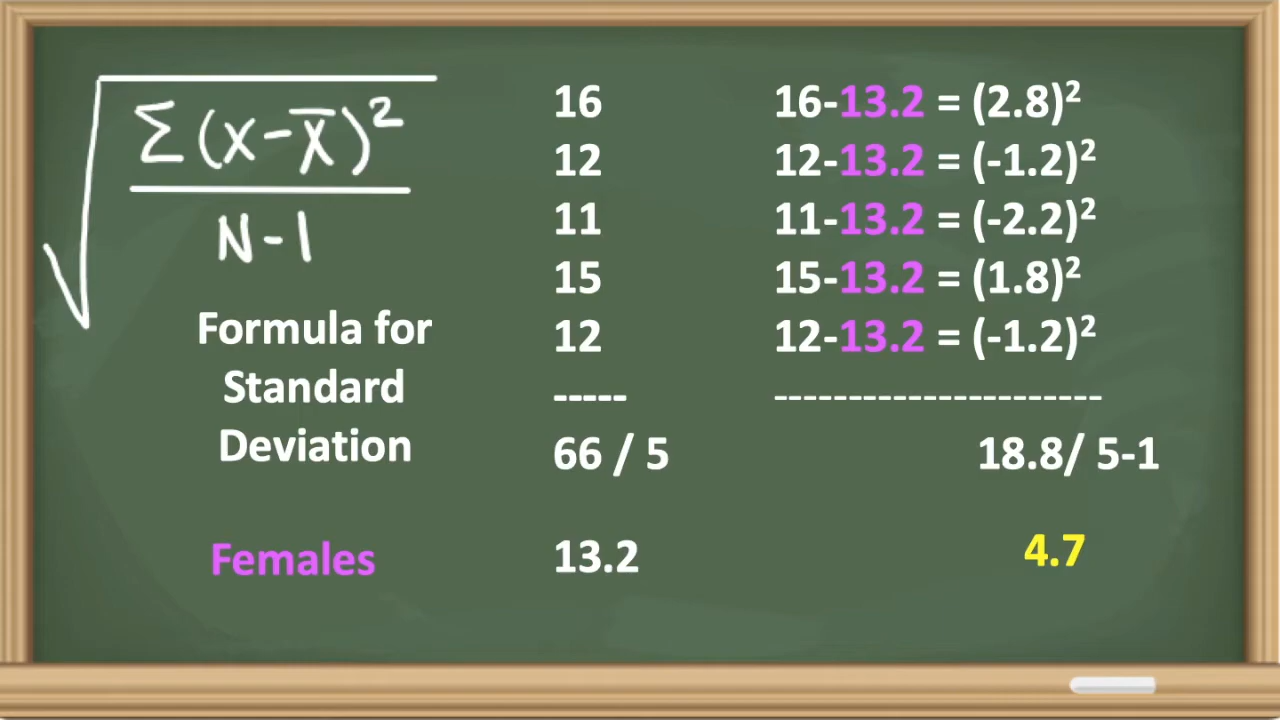 √
Σ(x-x̄)²
N-1
Formula for
Standard
Deviation
Females
16
12
11
15
12
-----
66 / 5
13.2
16-13.2 = (2.8)²
12-13.2 = (-1.2)²
11-13.2 = (-2.2)²
15-13.2 = (1.8)²
12-13.2 = (-1.2)²
----------------------
18.8/ 5-1
4.7